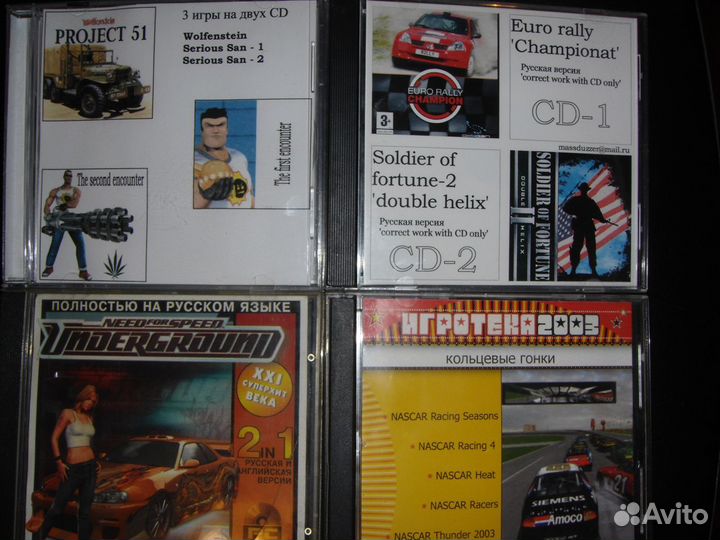 Wolfenstein
PROJECT 51
3 игры на двух CD
Wolfenstein
Serious San - 1
Serious San - 2
The first encounter
The second encounter
Euro rally
'Championat'
Русская версия
'correct work with CD only'
CD-1
EURO RALLY
CHAMPION
3+
Soldier of
fortune-2
'double helix'
Русская версия
'correct work with CD only'
CD-2
massduzzer@mail.ru
SOLDIER OF FORTUNE
II
DOUBLE HELIX
ПОЛНОСТЬЮ НА РУССКОМ ЯЗЫКЕ
NEED FOR SPEED
UNDERGROUND
XXI
СУПЕРХИТ
ВЕКА
2 IN 1
РУССКАЯ И
АНГЛИЙСКАЯ
ВЕРСИИ
ИГРОТЕКА 2003
КОЛЬЦЕВЫЕ ГОНКИ
• NASCAR Racing Seasons
• NASCAR Racing 4
• NASCAR Heat
• NASCAR Racers
• NASCAR Thunder 2003
SIEMENS
Amoco
21
Avito